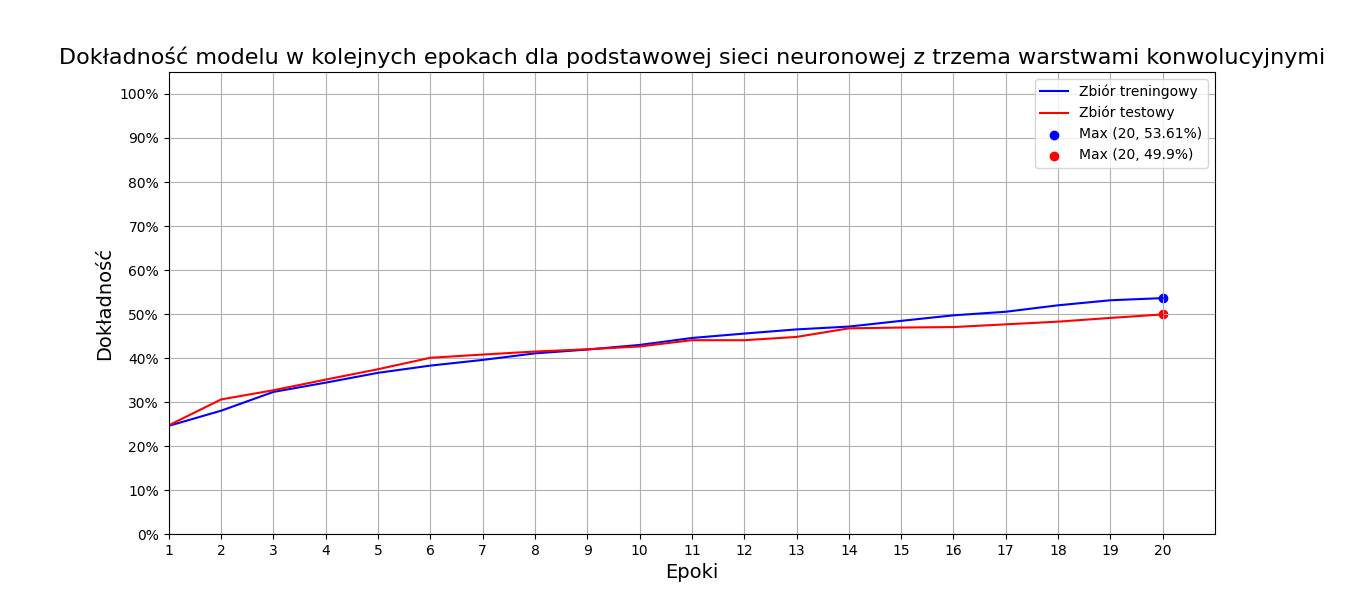 Dokładność modelu w kolejnych epokach dla podstawowej sieci neuronowej z trzema warstwami konwolucyjnymi
Zbiór treningowy
Zbiór testowy
Max (20, 53.61%)
Max (20, 49.9%)
Dokładność
100%
90%
80%
70%
60%
50%
40%
30%
20%
10%
0%
1 2 3 4 5 6 7 8 9 10 11 12 13 14 15 16 17 18 19 20
Epoki